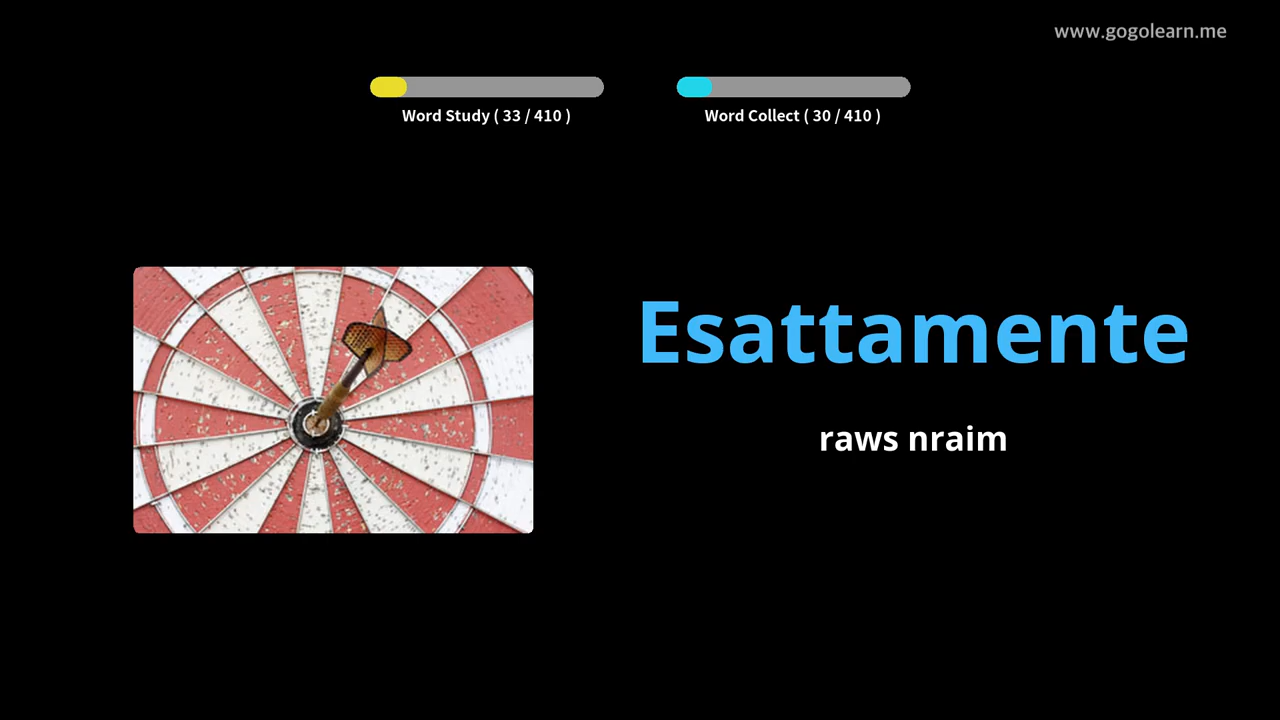 www.gogolearn.me
Word Study ( 33 / 410 )
Word Collect ( 30 / 410 )
Esattamente
raws nraim